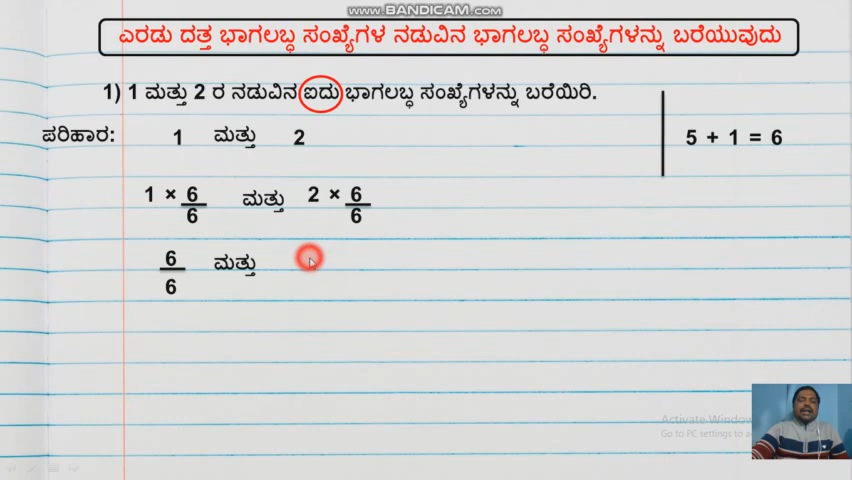 www.BANDICAM.com
ಎರಡು ದತ್ತ ಭಾಗಲಬ್ಧ ಸಂಖ್ಯೆಗಳ ನಡುವಿನ ಭಾಗಲಬ್ಧ ಸಂಖ್ಯೆಗಳನ್ನು ಬರೆಯುವುದು
1) 1 ಮತ್ತು 2 ರ ನಡುವಿನ ಐದು ಭಾಗಲಬ್ಧ ಸಂಖ್ಯೆಗಳನ್ನು ಬರೆಯಿರಿ.
ಪರಿಹಾರ: 1 ಮತ್ತು 2 5 + 1 = 6
1 × 6 ಮತ್ತು 2 × 6
6 6
6 ಮತ್ತು
6
Activate Window
Go to PC settings to a